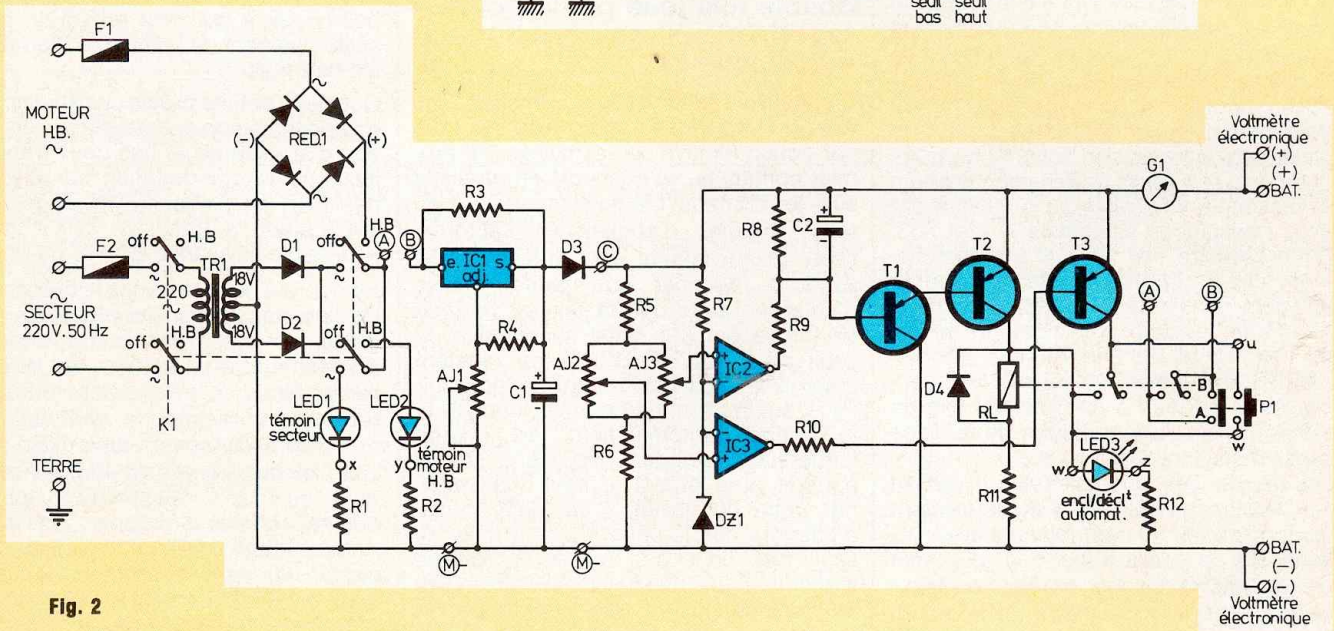 seuil seuil
bas haut
F1
MOTEUR
H.B.
~
~
RED.1
(-)
(+)
~
F2
SECTEUR
~
220V. 50 Hz
TERRE
off
H.B
~
TR1
220
~
18V
18V
off
H.B
~
K1
D1
D2
off
H.B
~
A
off
H.B
~
LED1
témoin
secteur
x
R1
LED2
témoin
moteur
H.B
y
R2
B
R3
e. IC1 s.
adj.
R4
AJ1
C1
D3
C
M-
M-
R5
AJ2
AJ3
R6
R7
IC2
IC3
DZ1
R8
C2
R9
R10
T1
T2
T3
D4
RL
R11
A
B
u
B
A
P1
w
w
LED3
z
encl/déclt
automat.
R12
G1
Voltmètre
électronique
(+)
(+)
BAT.
BAT.
(-)
(-)
Voltmètre
électronique
Fig. 2